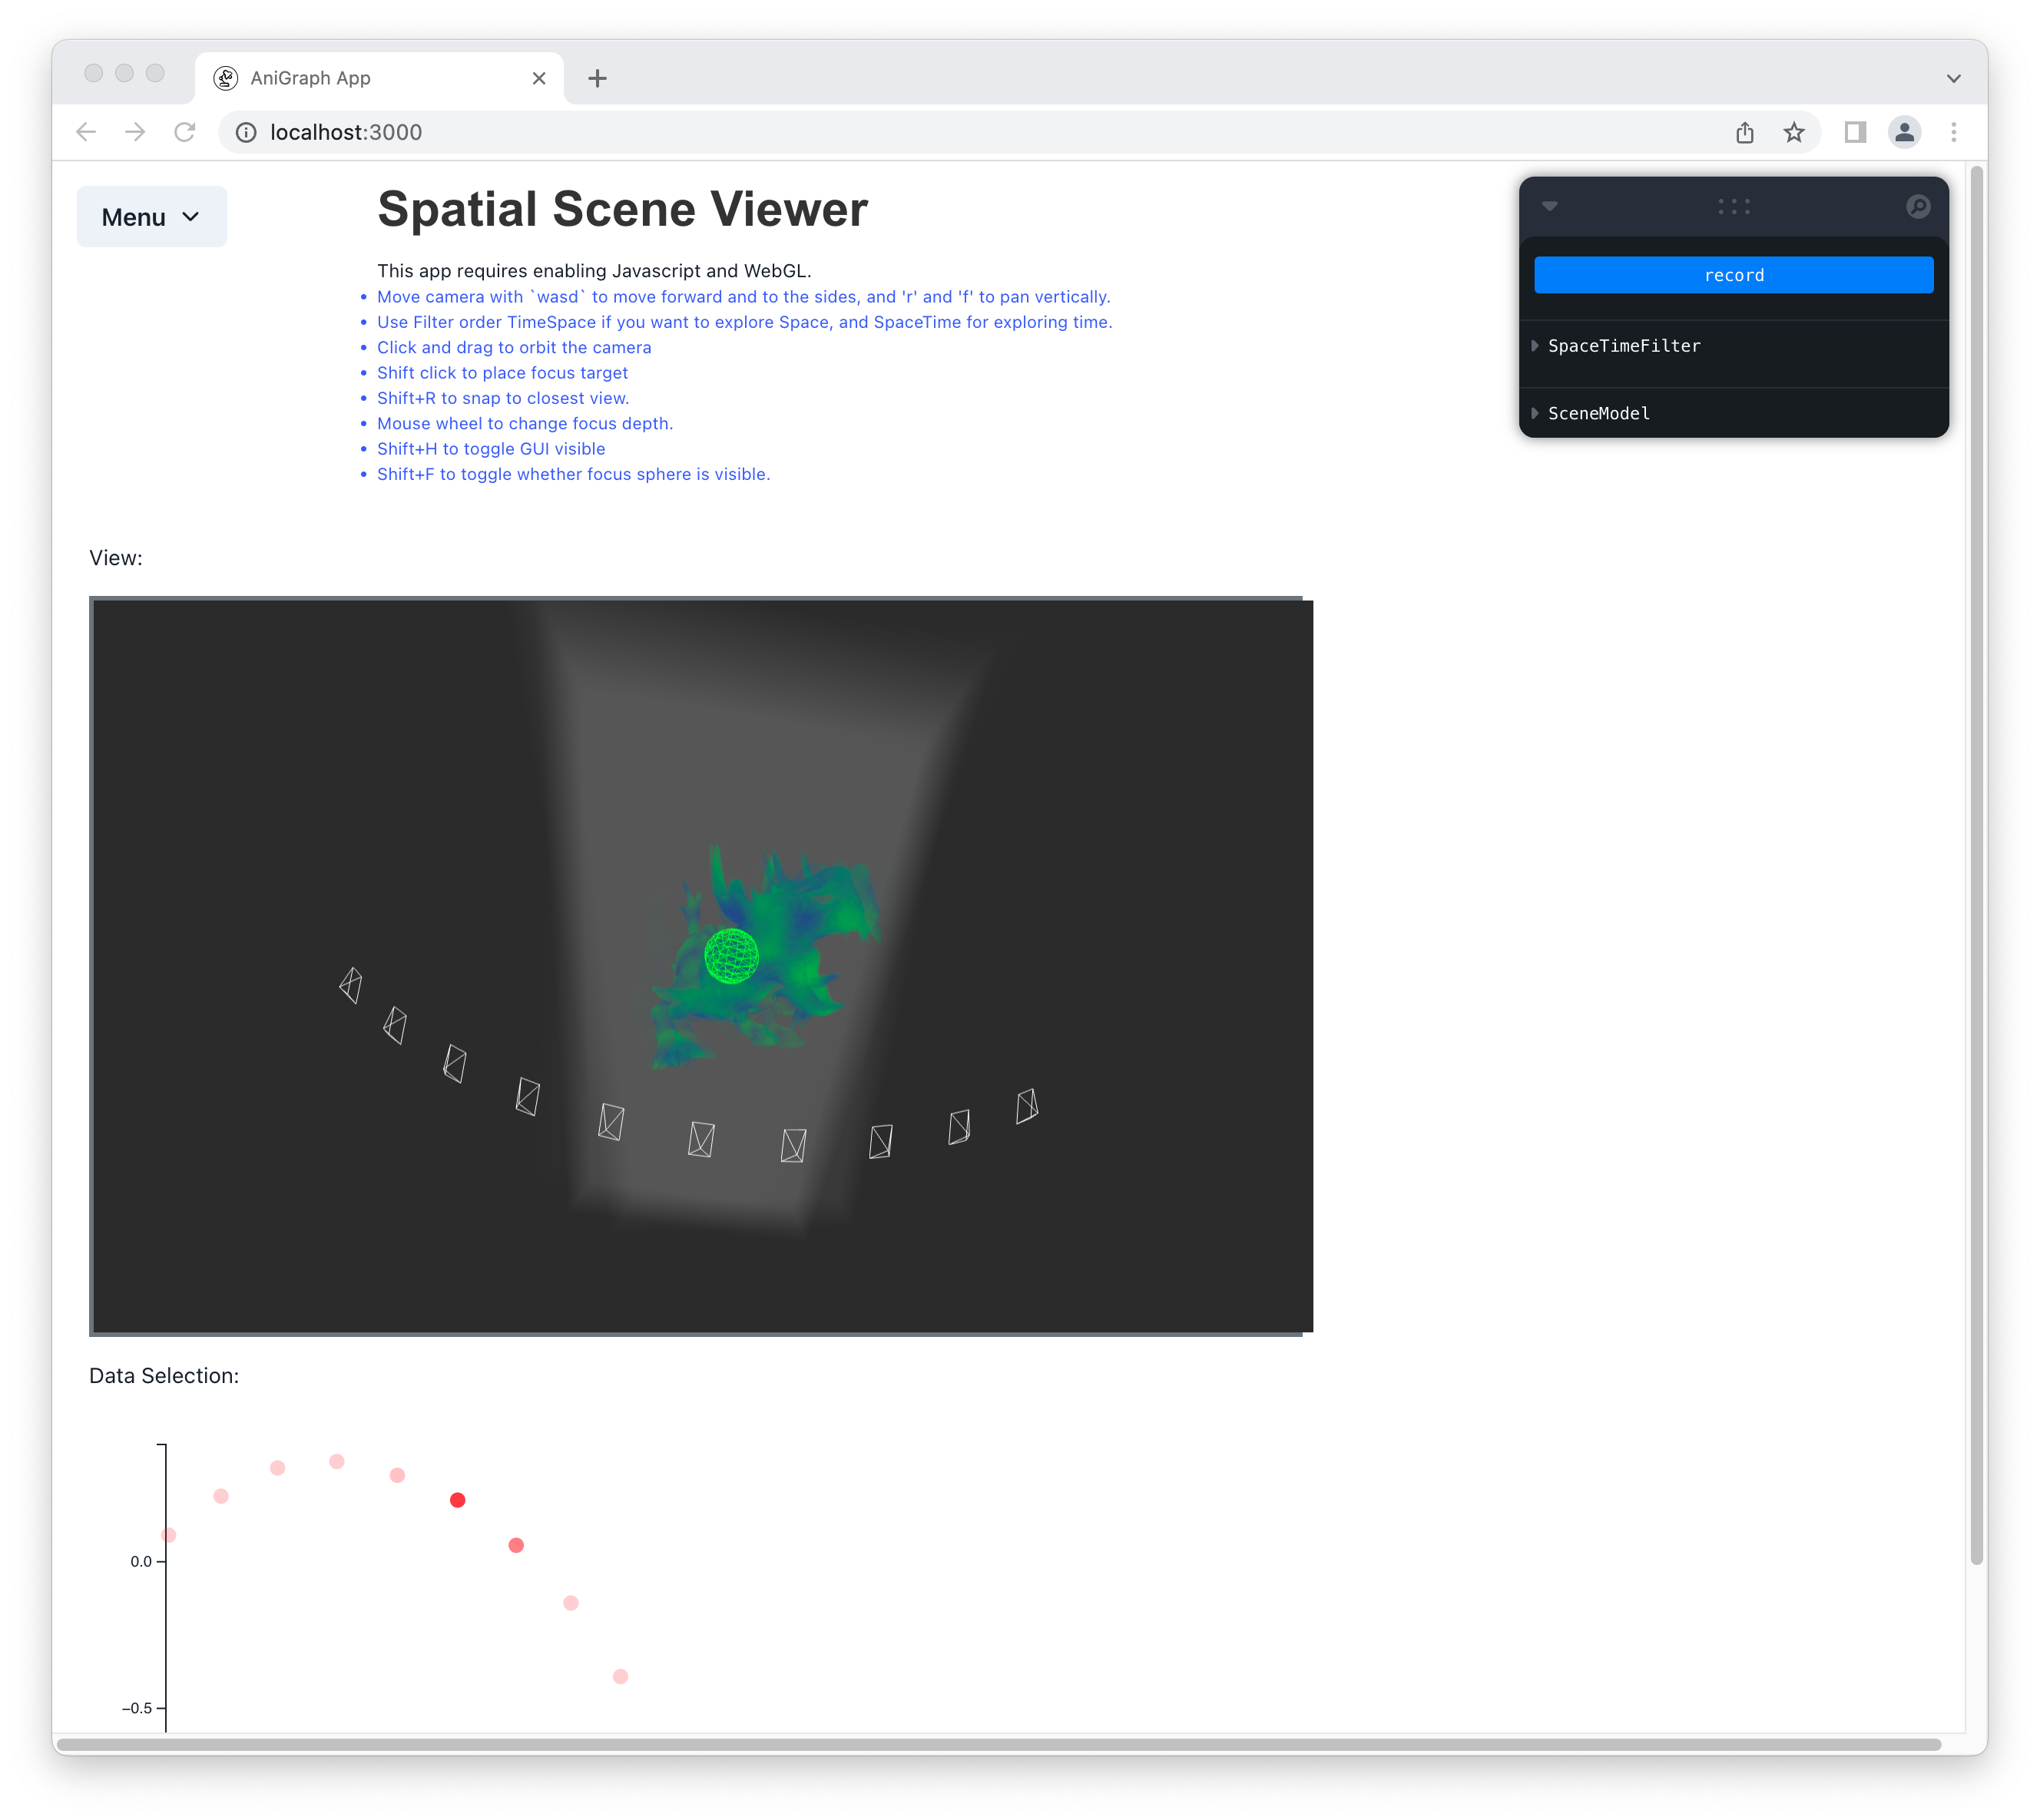 AniGraph App
localhost:3000
Menu
Spatial Scene Viewer
This app requires enabling Javascript and WebGL.
• Move camera with `wasd` to move forward and to the sides, and 'r' and 'f' to pan vertically.
• Use Filter order TimeSpace if you want to explore Space, and SpaceTime for exploring time.
• Click and drag to orbit the camera
• Shift click to place focus target
• Shift+R to snap to closest view.
• Mouse wheel to change focus depth.
• Shift+H to toggle GUI visible
• Shift+F to toggle whether focus sphere is visible.
record
SpaceTimeFilter
SceneModel
View:
Data Selection:
0.0
−0.5